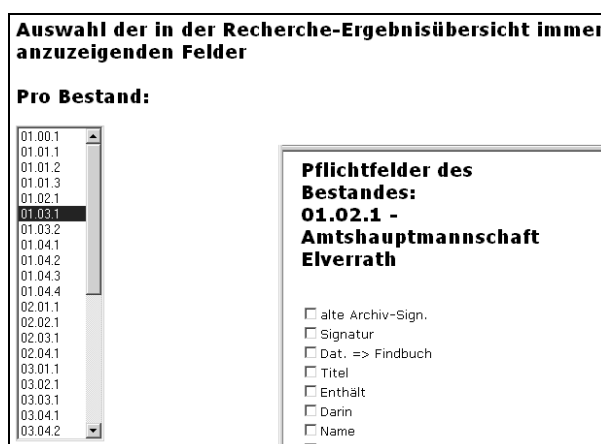 Auswahl der in der Recherche-Ergebnisübersicht immer
anzuzeigenden Felder
Pro Bestand:
01.00.1
01.01.1
01.01.2
01.01.3
01.02.1
01.03.1
01.03.2
01.04.1
01.04.2
01.04.3
01.04.4
02.01.1
02.02.1
02.03.1
02.04.1
03.01.1
03.02.1
03.03.1
03.04.1
03.04.2
Pflichtfelder des
Bestandes:
01.02.1 -
Amtshauptmannschaft
Elverrath
alte Archiv-Sign.
Signatur
Dat. => Findbuch
Titel
Enthält
Darin
Name